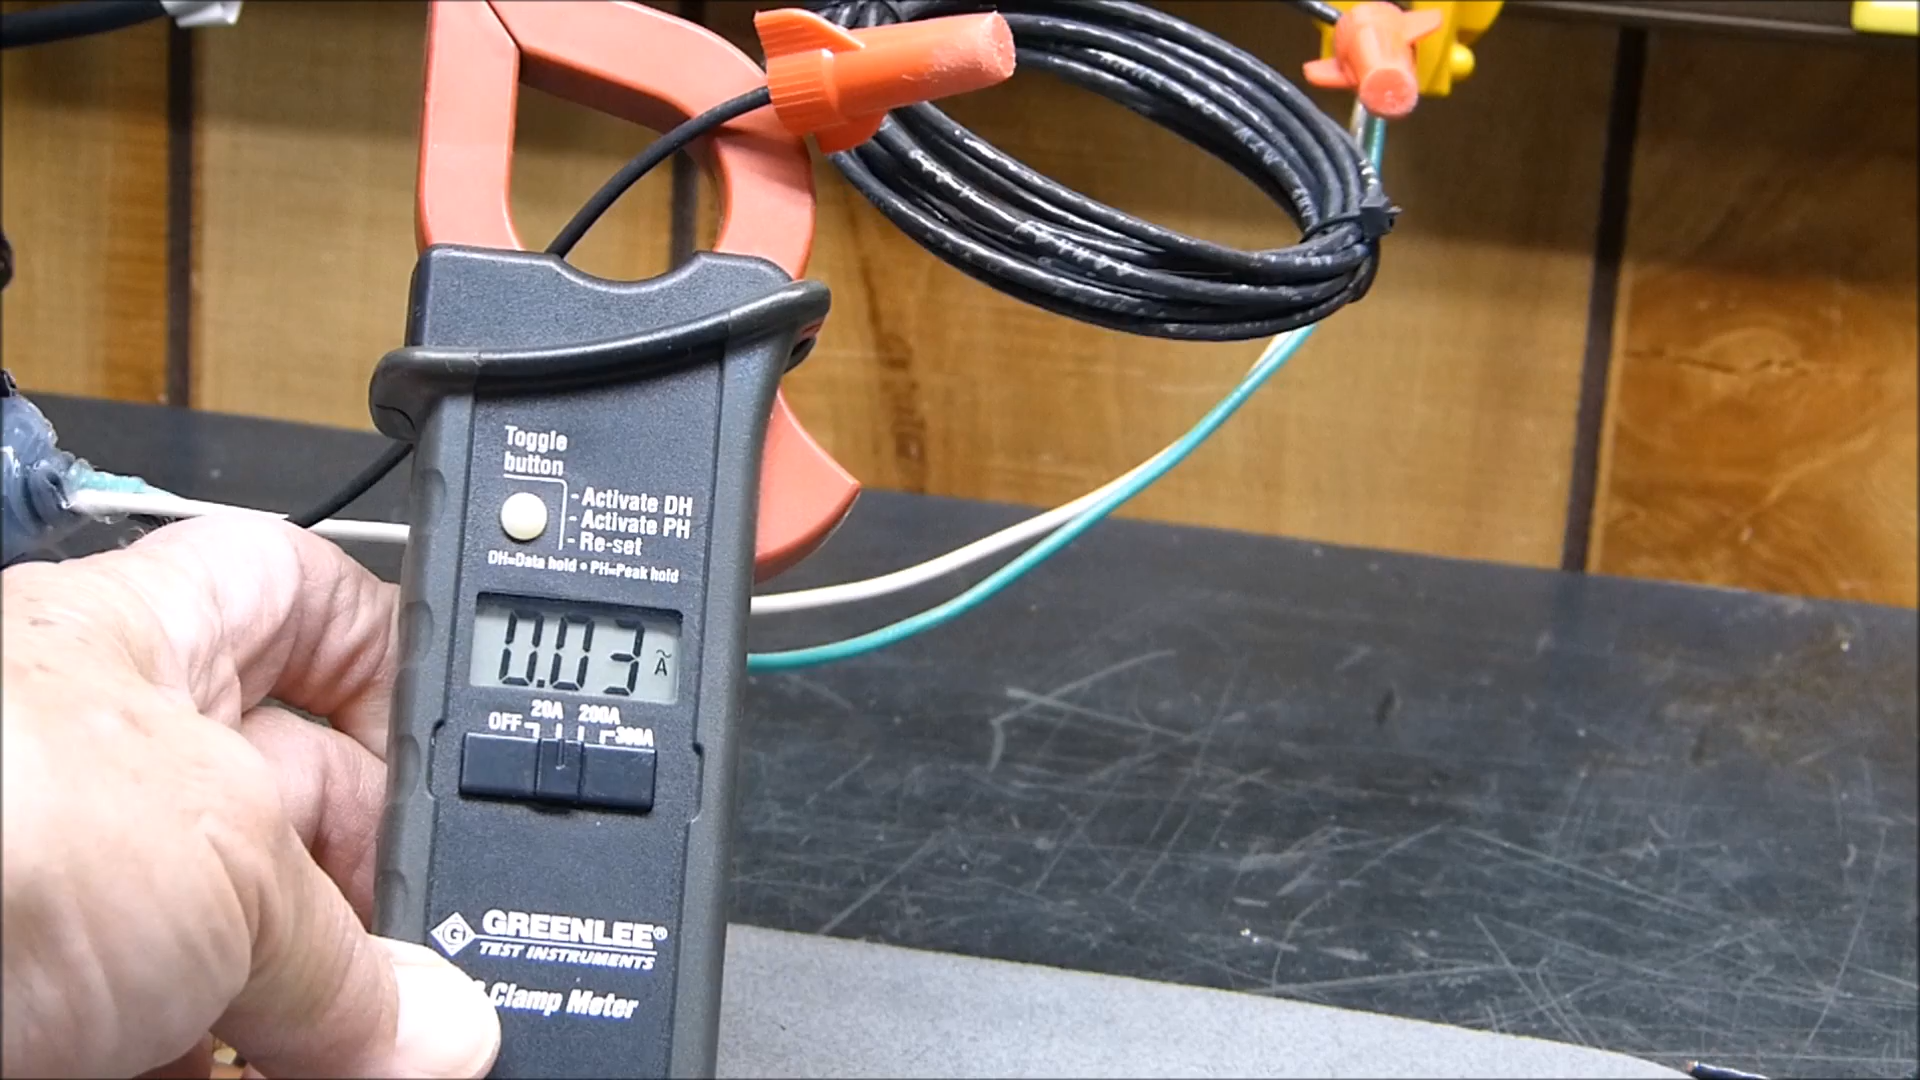 Toggle
button
- Activate DH
- Activate PH
- Re-set
DH=Data hold • PH=Peak hold
0.03 A
20A 200A
OFF 300A
G GREENLEE®
TEST INSTRUMENTS
Clamp Meter